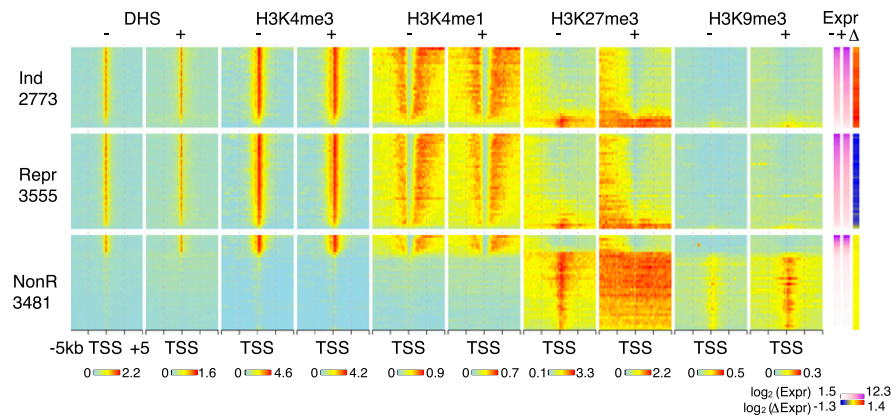 DHS H3K4me3 H3K4me1 H3K27me3 H3K9me3 Expr
- + - + - + - + - + - + Δ
Ind
2773
Repr
3555
NonR
3481
-5kb TSS +5 TSS TSS TSS TSS TSS TSS TSS TSS TSS
0 2.2 0 1.6 0 4.6 0 4.2 0 0.9 0 0.7 0.1 3.3 0 2.2 0 0.5 0 0.3
log2 (Expr) 1.5 12.3
log2 (ΔExpr) -1.3 1.4